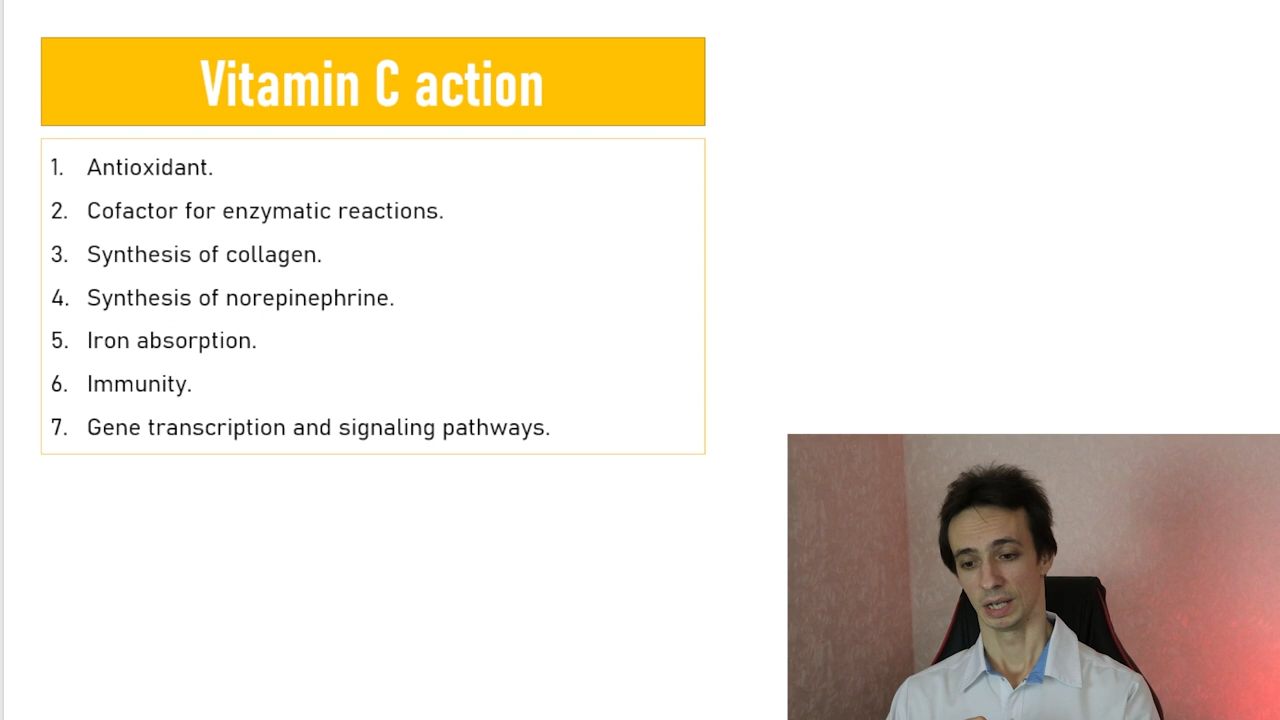 Vitamin C action
1. Antioxidant.
2. Cofactor for enzymatic reactions.
3. Synthesis of collagen.
4. Synthesis of norepinephrine.
5. Iron absorption.
6. Immunity.
7. Gene transcription and signaling pathways.